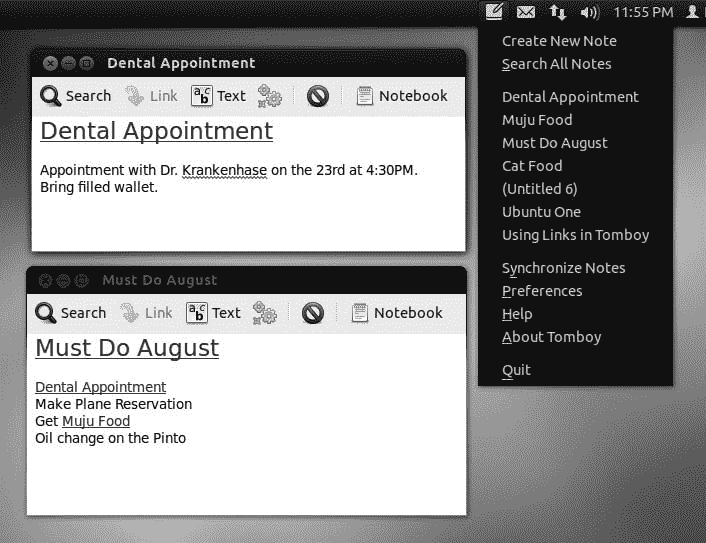 11:55 PM
Dental Appointment
Search Link Text Notebook
Dental Appointment
Appointment with Dr. Krankenhase on the 23rd at 4:30PM.
Bring filled wallet.
Must Do August
Search Link Text Notebook
Must Do August
Dental Appointment
Make Plane Reservation
Get Muju Food
Oil change on the Pinto
Create New Note
Search All Notes
Dental Appointment
Muju Food
Must Do August
Cat Food
(Untitled 6)
Ubuntu One
Using Links in Tomboy
Synchronize Notes
Preferences
Help
About Tomboy
Quit